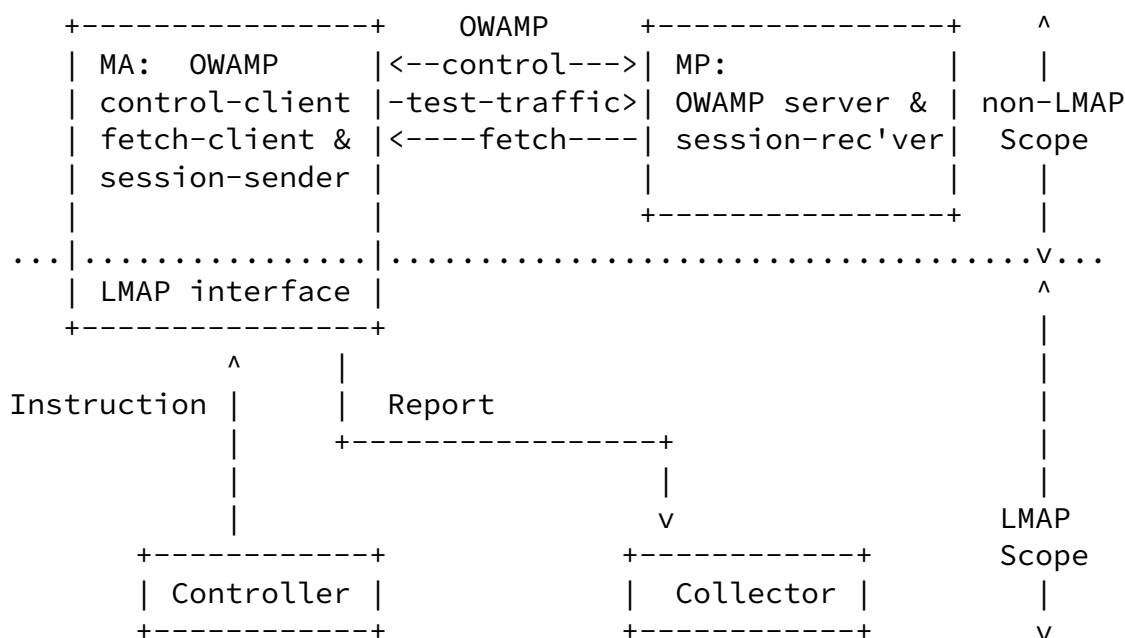 +----------------+    OWAMP     +----------------+    ^
| MA:  OWAMP     |<--control--->| MP:            |    |
| control-client |-test-traffic>| OWAMP server & | non-LMAP
| fetch-client & |<----fetch----| session-rec'ver|  Scope
| session-sender |              |                |    |
|                |              +----------------+    |
...|................|...................................v...
| LMAP interface |                                    ^
+----------------+                                    |
^     |                                      |
Instruction |     |  Report                              |
|     +-----------------+                    |
|                       |                    |
|                       v                  LMAP
+------------+             +------------+       Scope
| Controller |             |  Collector |         |
+------------+             +------------+         v